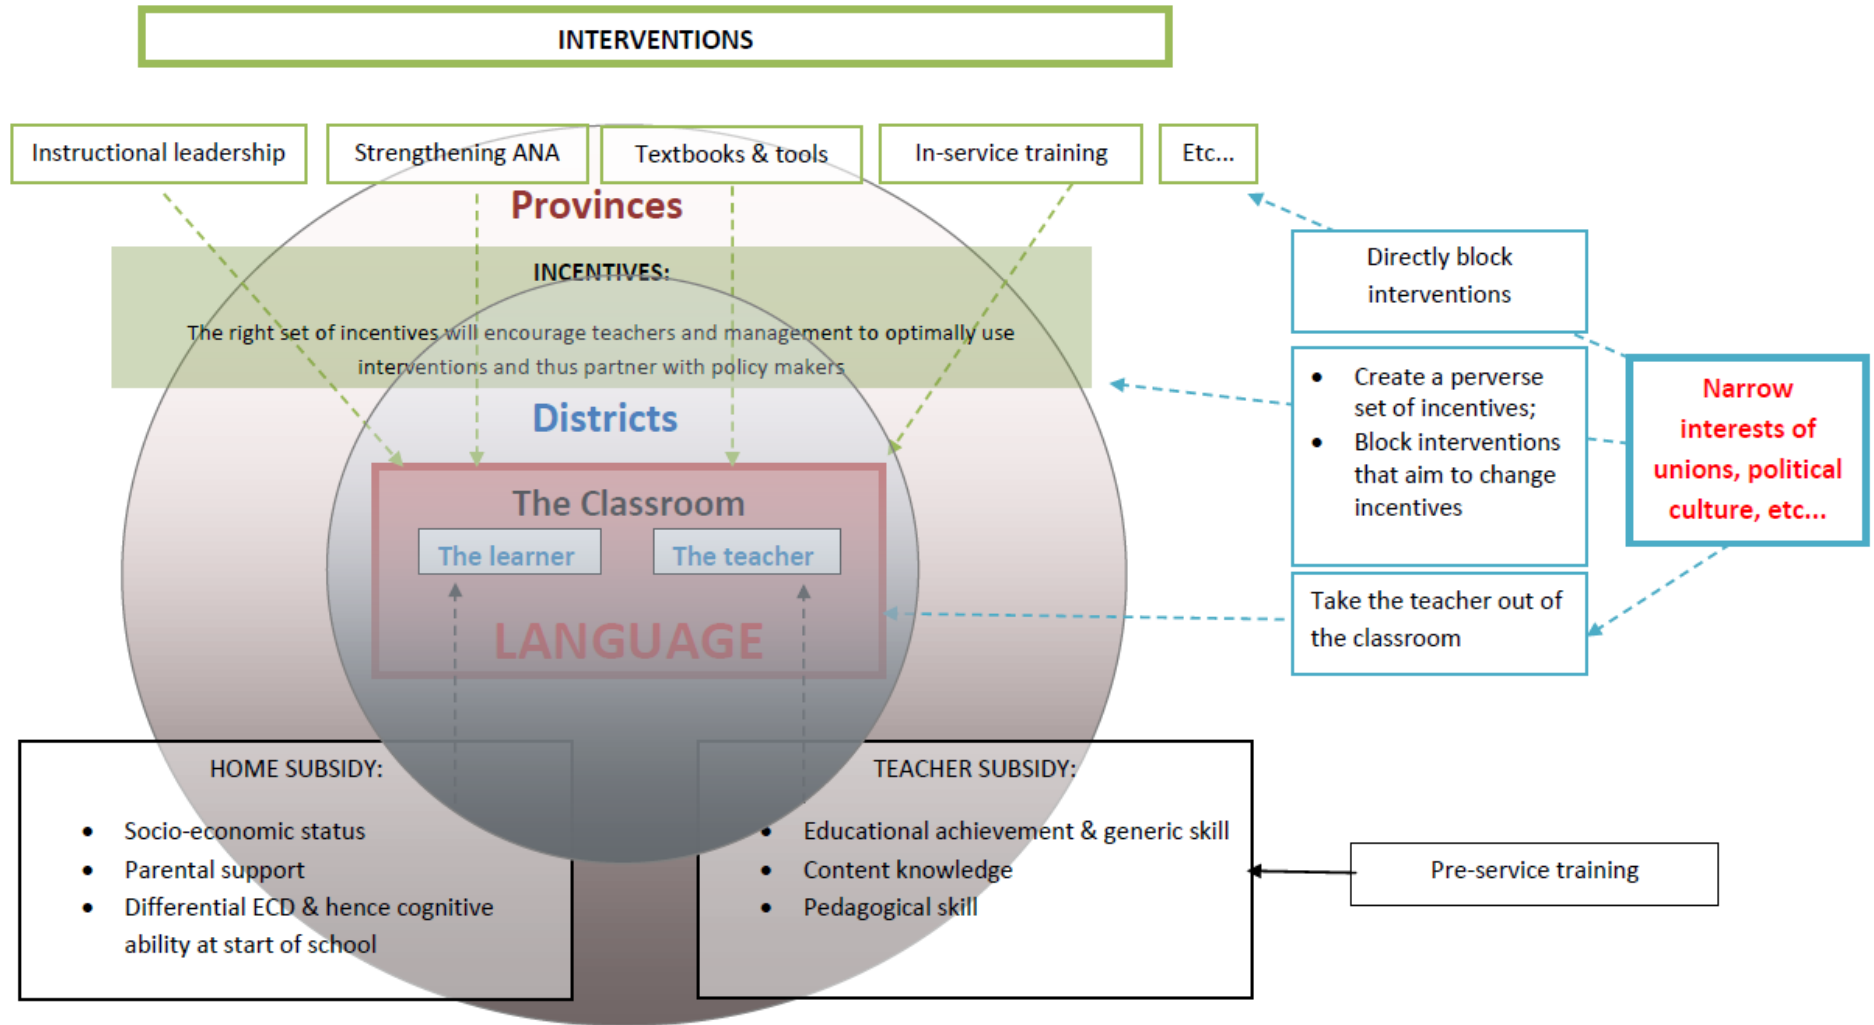 INTERVENTIONS
Instructional leadership
Strengthening ANA
Textbooks & tools
In-service training
Etc...
Provinces
INCENTIVES:
The right set of incentives will encourage teachers and management to optimally use
interventions and thus partner with policy makers
Districts
The Classroom
The learner
The teacher
LANGUAGE
Directly block
interventions
• Create a perverse
set of incentives;
• Block interventions
that aim to change
incentives
Take the teacher out of
the classroom
Narrow
interests of
unions, political
culture, etc...
HOME SUBSIDY:
• Socio-economic status
• Parental support
• Differential ECD & hence cognitive
ability at start of school
TEACHER SUBSIDY:
• Educational achievement & generic skill
• Content knowledge
• Pedagogical skill
Pre-service training